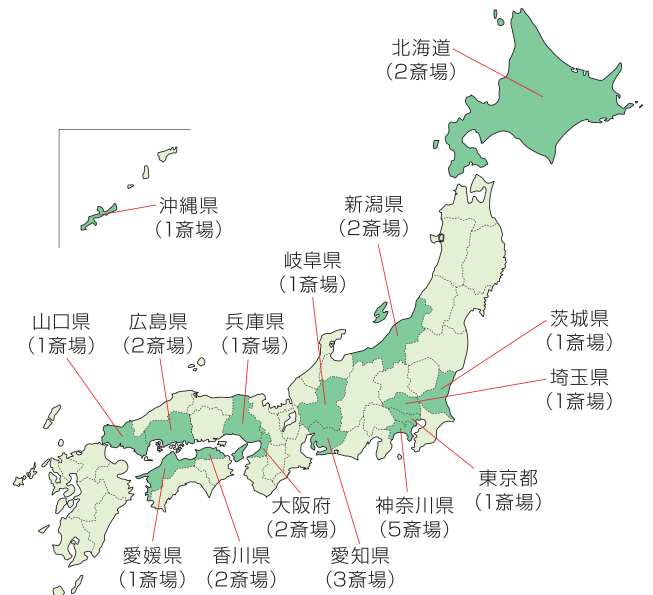 北海道
（2斎場）
沖縄県
（1斎場）
新潟県
（2斎場）
岐阜県
（1斎場）
山口県
（1斎場）
広島県
（2斎場）
兵庫県
（1斎場）
茨城県
（1斎場）
埼玉県
（1斎場）
東京都
（1斎場）
大阪府
（2斎場）
神奈川県
（5斎場）
愛媛県
（1斎場）
香川県
（2斎場）
愛知県
（3斎場）